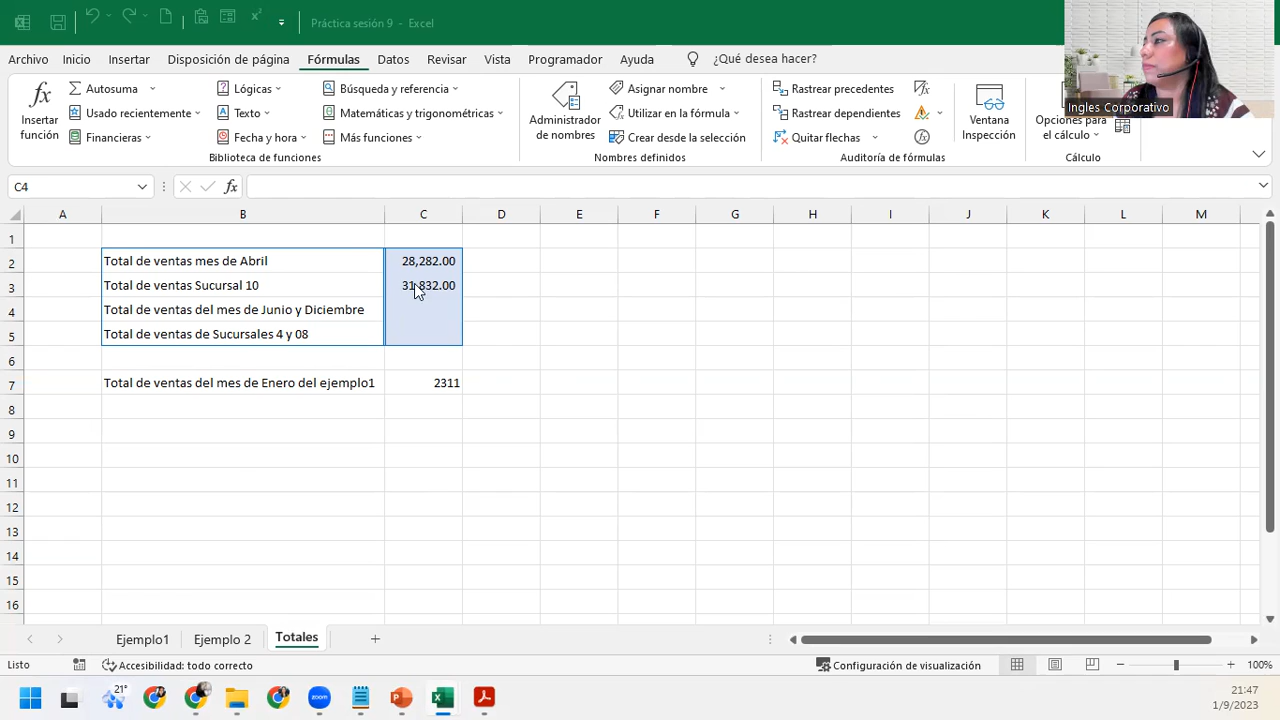 Práctica sesión 9 - Excel
Archivo Inicio Insertar Disposición de página Fórmulas Datos Revisar Vista Programador Ayuda ¿Qué desea hacer?
Ingles Corporativo
Insertar función
Autosuma
Usado recientemente
Financieras
Lógicas
Texto
Fecha y hora
Búsqueda y referencia
Matemáticas y trigonométricas
Más funciones
Biblioteca de funciones
Administrador de nombres
Asignar nombre
Utilizar en la fórmula
Crear desde la selección
Nombres definidos
Rastrear precedentes
Rastrear dependientes
Quitar flechas
Auditoría de fórmulas
Ventana Inspección
Opciones para el cálculo
Cálculo
C4 fx
A B C D E F G H I J K L M
1
2 Total de ventas mes de Abril 28,282.00
3 Total de ventas Sucursal 10 31,832.00
4 Total de ventas del mes de Junio y Diciembre
5 Total de ventas de Sucursales 4 y 08
6
7 Total de ventas del mes de Enero del ejemplo1 2311
8
9
10
11
12
13
14
15
16
Ejemplo1 Ejemplo 2 Totales
Listo Accesibilidad: todo correcto Configuración de visualización 100%
21°
zoom
21:47
1/9/2023